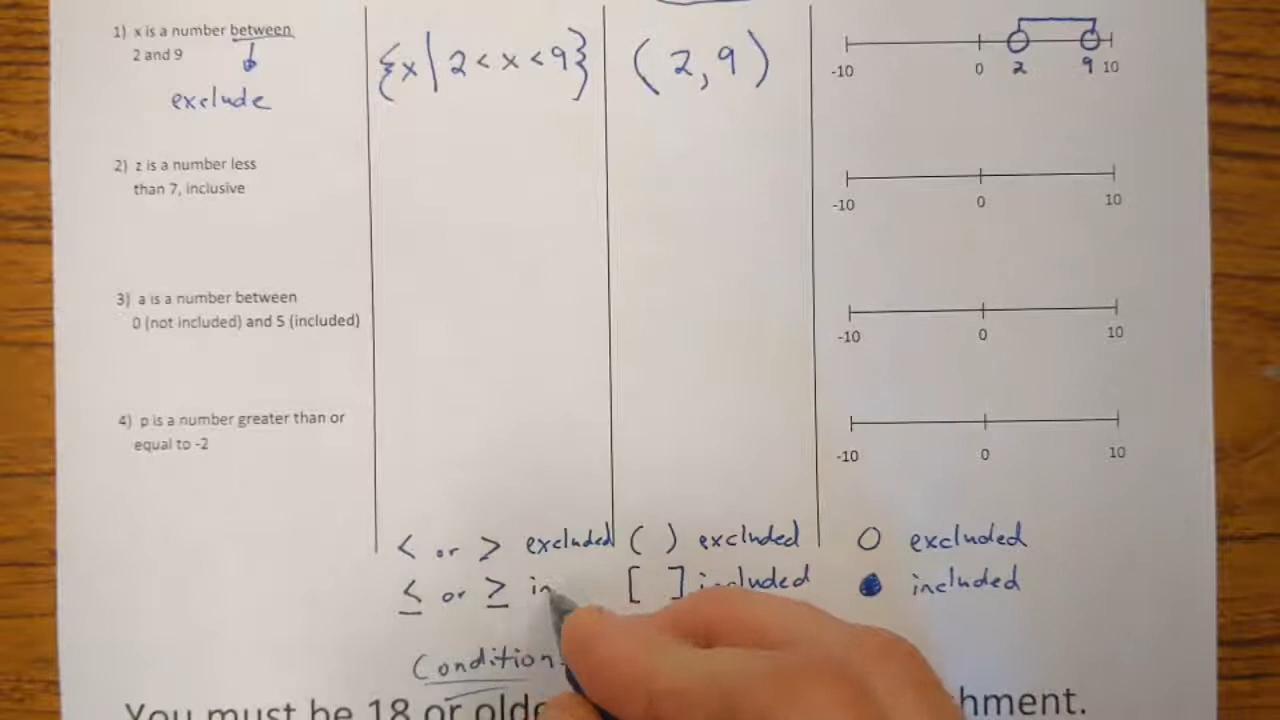 1) x is a number between
2 and 9
exclude
{x | 2 < x < 9}
(2, 9)
-10 0 2 9 10
2) z is a number less
than 7, inclusive
-10 0 10
3) a is a number between
0 (not included) and 5 (included)
-10 0 10
4) p is a number greater than or
equal to -2
-10 0 10
< or > excluded ( ) excluded O excluded
≤ or ≥ in [ ] included ● included
Condition
You must be 18 or olde hment.